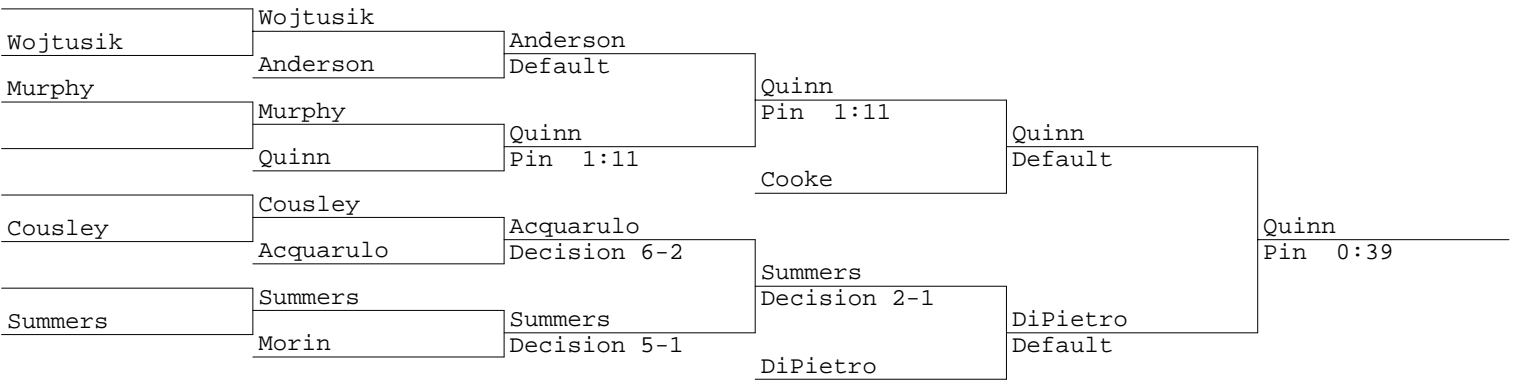 Wojtusik
Wojtusik
Anderson
Anderson
Default
Murphy
Quinn
Pin 1:11
Murphy
Quinn
Quinn
Pin 1:11
Quinn
Default
Cooke
Cousley
Cousley
Acquarulo
Quinn
Acquarulo
Decision 6-2
Pin 0:39
Summers
Summers
Decision 2-1
Summers
Summers
DiPietro
Morin
Decision 5-1
Default
DiPietro